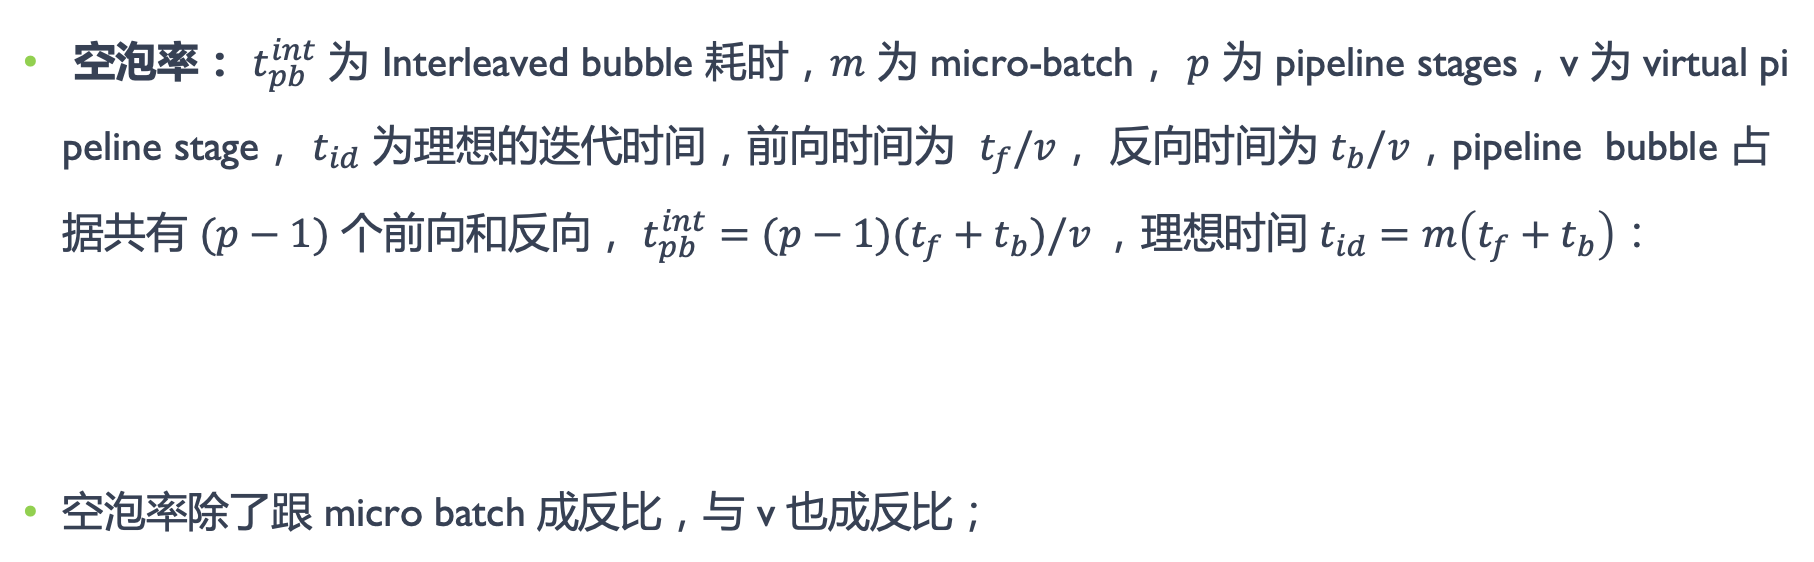 • 空泡率： $t_{pb}^{int}$ 为 Interleaved bubble 耗时，$m$ 为 micro-batch， $p$ 为 pipeline stages，v 为 virtual pi
peline stage， $t_{id}$ 为理想的迭代时间，前向时间为 $t_f/v$， 反向时间为 $t_b/v$，pipeline bubble 占
据共有 $(p-1)$ 个前向和反向， $t_{pb}^{int} = (p-1)(t_f+t_b)/v$ ，理想时间 $t_{id} = m(t_f+t_b)$：
• 空泡率除了跟 micro batch 成反比，与 v 也成反比；